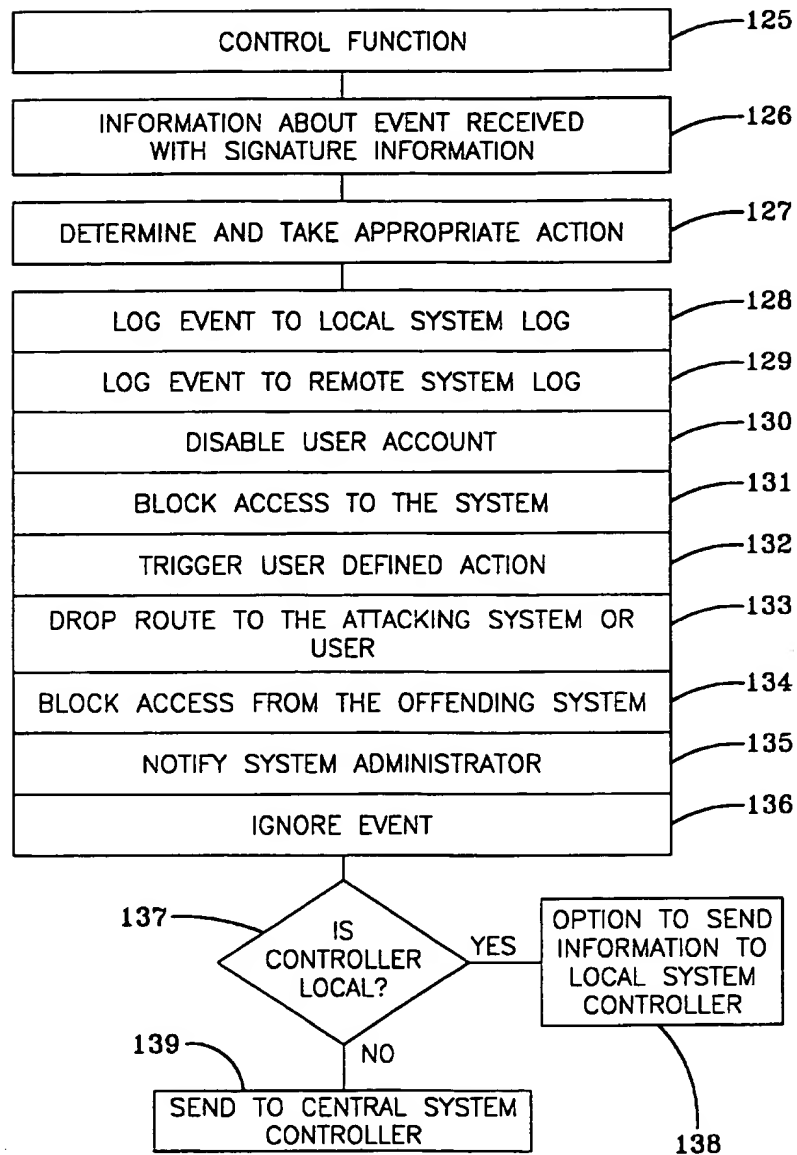 CONTROL FUNCTION
125
INFORMATION ABOUT EVENT RECEIVED
WITH SIGNATURE INFORMATION
126
DETERMINE AND TAKE APPROPRIATE ACTION
127
LOG EVENT TO LOCAL SYSTEM LOG
128
LOG EVENT TO REMOTE SYSTEM LOG
129
DISABLE USER ACCOUNT
130
BLOCK ACCESS TO THE SYSTEM
131
TRIGGER USER DEFINED ACTION
132
DROP ROUTE TO THE ATTACKING SYSTEM OR
USER
133
BLOCK ACCESS FROM THE OFFENDING SYSTEM
134
NOTIFY SYSTEM ADMINISTRATOR
135
IGNORE EVENT
136
137
IS
CONTROLLER
LOCAL?
YES
OPTION TO SEND
INFORMATION TO
LOCAL SYSTEM
CONTROLLER
138
NO
139
SEND TO CENTRAL SYSTEM
CONTROLLER